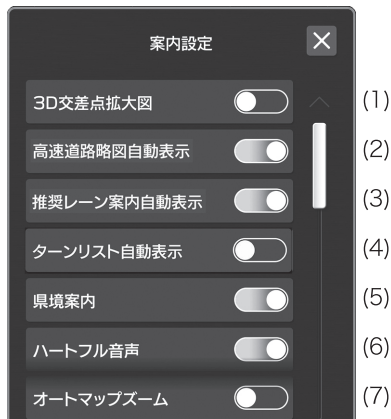 案内設定
3D交差点拡大図 (1)
高速道路略図自動表示 (2)
推奨レーン案内自動表示 (3)
ターンリスト自動表示 (4)
県境案内 (5)
ハートフル音声 (6)
オートマップズーム (7)